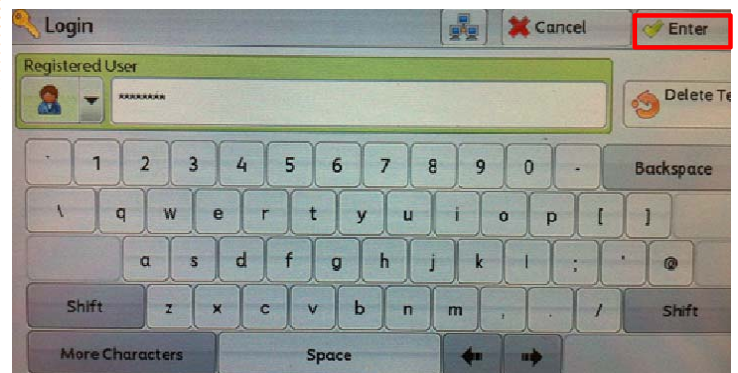 Login Cancel Enter
Registered User
******** Delete Te
1 2 3 4 5 6 7 8 9 0 - Backspace
\ q w e r t y u i o p [ ]
a s d f g h j k l ; ' @
Shift z x c v b n m , . / Shift
More Characters Space